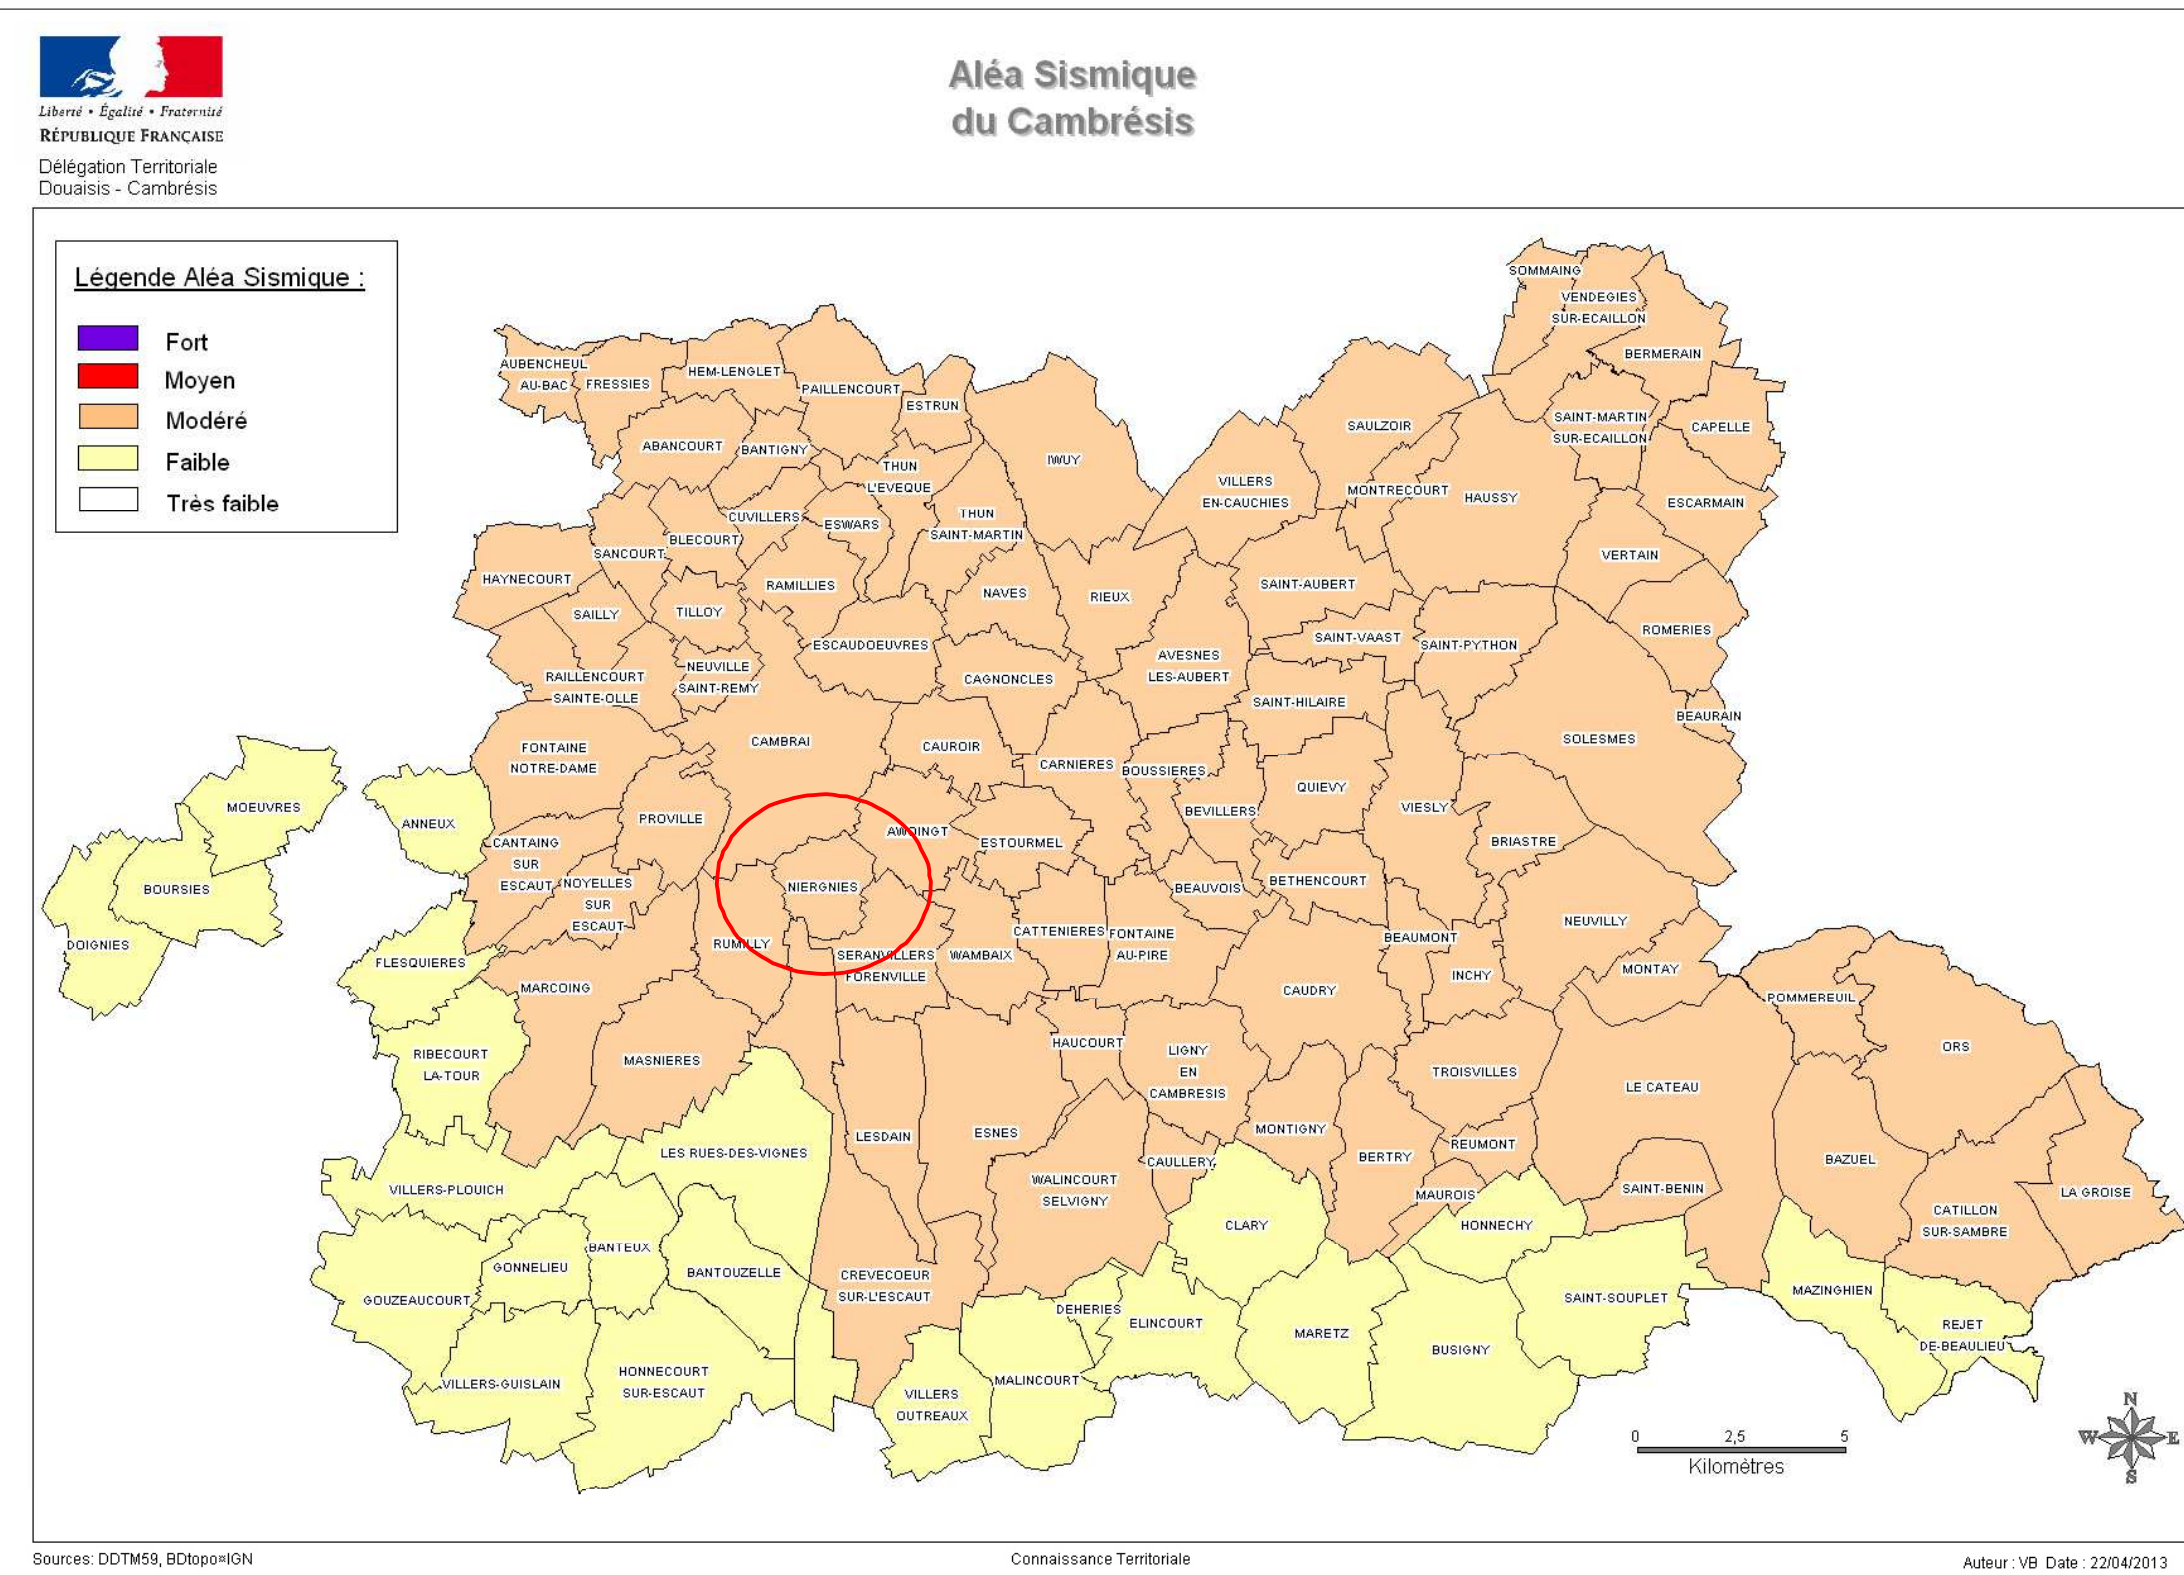 Liberté • Égalité • Fraternité
RÉPUBLIQUE FRANÇAISE
Délégation Territoriale
Douaisis - Cambrésis
Aléa Sismique
du Cambrésis
Légende Aléa Sismique :
Fort
Moyen
Modéré
Faible
Très faible
SOMMAING
VENDEGIES
SUR-ECAILLON
BERMERAIN
AUBENCHEUL
AU-BAC
FRESSIES
HEM-LENGLET
PAILLENCOURT
ESTRUN
SAINT-MARTIN
SUR-ECAILLON
CAPELLE
SAULZOIR
ABANCOURT
BANTIGNY
THUN
L'EVEQUE
IWUY
VILLERS
EN-CAUCHIES
MONTRECOURT
HAUSSY
ESCARMAIN
CUVILLERS
ESWARS
THUN
SAINT-MARTIN
BLECOURT
SANCOURT
VERTAIN
HAYNECOURT
RAMILLIES
NAVES
RIEUX
SAINT-AUBERT
SAILLY
TILLOY
ROMERIES
ESCAUDOEUVRES
SAINT-VAAST
SAINT-PYTHON
NEUVILLE
SAINT-REMY
AVESNES
LES-AUBERT
RAILLENCOURT
SAINTE-OLLE
CAGNONCLES
SAINT-HILAIRE
BEAURAIN
FONTAINE
NOTRE-DAME
CAMBRAI
CAUROIR
SOLESMES
CARNIERES
BOUSSIERES
QUIEVY
MOEUVRES
ANNEUX
PROVILLE
BEVILLERS
VIESLY
AWOINGT
ESTOURMEL
BRIASTRE
CANTAING
SUR
ESCAUT
NOYELLES
SUR
ESCAUT
BOURSIES
NIERGNIES
BEAUVOIS
BETHENCOURT
NEUVILLY
DOIGNIES
FLESQUIERES
RUMILLY
SERANVILLERS
FORENVILLE
WAMBAIX
CATTENIERES
FONTAINE
AU-PIRE
BEAUMONT
INCHY
MONTAY
MARCOING
CAUDRY
POMMEREUIL
ORS
RIBECOURT
LA-TOUR
MASNIERES
HAUCOURT
LIGNY
EN
CAMBRESIS
TROISVILLES
LE CATEAU
LESDAIN
ESNES
MONTIGNY
REUMONT
LES RUES-DES-VIGNES
CAULLERY
BERTRY
BAZUEL
VILLERS-PLOUICH
WALINCOURT
SELVIGNY
MAUROIS
SAINT-BENIN
LA GROISE
CLARY
HONNECHY
CATILLON
SUR-SAMBRE
BANTEUX
GONNELIEU
BANTOUZELLE
CREVECOEUR
SUR-L'ESCAUT
GOUZEAUCOURT
DEHERIES
ELINCOURT
SAINT-SOUPLET
MAZINGHIEN
MARETZ
REJET
DE-BEAULIEU
BUSIGNY
VILLERS-GUISLAIN
HONNECOURT
SUR-ESCAUT
MALINCOURT
VILLERS
OUTREAUX
0 2,5 5
Kilomètres
N
W E
S
Sources: DDTM59, BDtopo¤IGN
Connaissance Territoriale
Auteur : VB Date : 22/04/2013